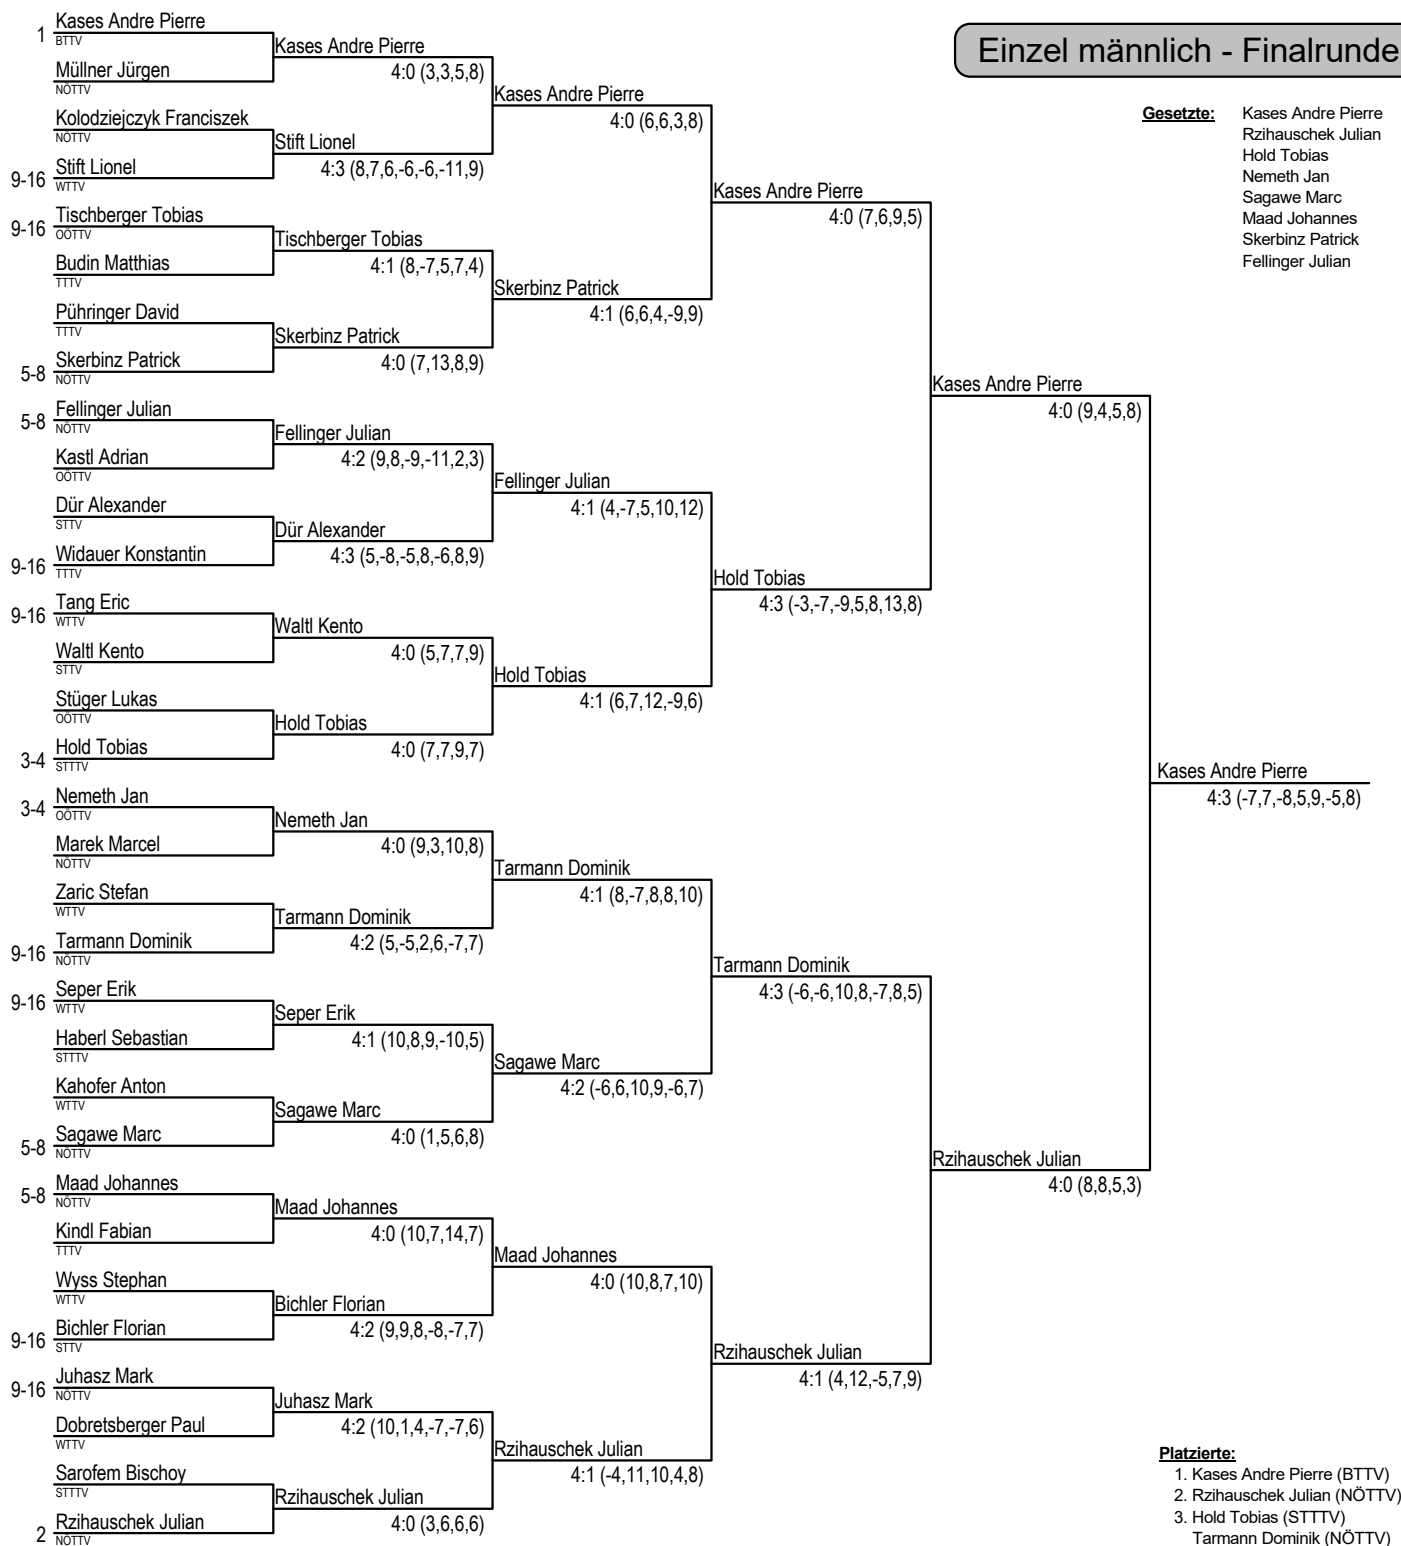 Einzel männlich - Finalrunde
Gesetzte:
Kases Andre Pierre
Rzihauschek Julian
Hold Tobias
Nemeth Jan
Sagawe Marc
Maad Johannes
Skerbinz Patrick
Fellinger Julian
1 Kases Andre Pierre
BTTV
Müllner Jürgen
NÖTTV
Kolodziejczyk Franciszek
NÖTTV
9-16 Stift Lionel
WTTV
9-16 Tischberger Tobias
OÖTTV
Budin Matthias
TTTV
Pühringer David
TTTV
5-8 Skerbinz Patrick
NÖTTV
5-8 Fellinger Julian
NÖTTV
Kastl Adrian
OÖTTV
Dür Alexander
STTV
9-16 Widauer Konstantin
TTTV
9-16 Tang Eric
WTTV
Waltl Kento
STTV
Stüger Lukas
OÖTTV
3-4 Hold Tobias
STTTV
3-4 Nemeth Jan
OÖTTV
Marek Marcel
NÖTTV
Zaric Stefan
WTTV
9-16 Tarmann Dominik
NÖTTV
9-16 Seper Erik
WTTV
Haberl Sebastian
STTTV
Kahofer Anton
WTTV
5-8 Sagawe Marc
NÖTTV
5-8 Maad Johannes
NÖTTV
Kindl Fabian
TTTV
Wyss Stephan
WTTV
9-16 Bichler Florian
STTV
9-16 Juhasz Mark
NÖTTV
Dobretsberger Paul
WTTV
Sarofem Bischoy
STTTV
2 Rzihauschek Julian
NÖTTV
Kases Andre Pierre
4:0 (3,3,5,8)
Stift Lionel
4:3 (8,7,6,-6,-6,-11,9)
Tischberger Tobias
4:1 (8,-7,5,7,4)
Skerbinz Patrick
4:0 (7,13,8,9)
Fellinger Julian
4:2 (9,8,-9,-11,2,3)
Dür Alexander
4:3 (5,-8,-5,8,-6,8,9)
Waltl Kento
4:0 (5,7,7,9)
Hold Tobias
4:0 (7,7,9,7)
Nemeth Jan
4:0 (9,3,10,8)
Tarmann Dominik
4:2 (5,-5,2,6,-7,7)
Seper Erik
4:1 (10,8,9,-10,5)
Sagawe Marc
4:0 (1,5,6,8)
Maad Johannes
4:0 (10,7,14,7)
Bichler Florian
4:2 (9,9,8,-8,-7,7)
Juhasz Mark
4:2 (10,1,4,-7,-7,6)
Rzihauschek Julian
4:0 (3,6,6,6)
Kases Andre Pierre
4:0 (6,6,3,8)
Skerbinz Patrick
4:1 (6,6,4,-9,9)
Fellinger Julian
4:1 (4,-7,5,10,12)
Hold Tobias
4:1 (6,7,12,-9,6)
Tarmann Dominik
4:1 (8,-7,8,8,10)
Sagawe Marc
4:2 (-6,6,10,9,-6,7)
Maad Johannes
4:0 (10,8,7,10)
Rzihauschek Julian
4:1 (-4,11,10,4,8)
Kases Andre Pierre
4:0 (7,6,9,5)
Hold Tobias
4:3 (-3,-7,-9,5,8,13,8)
Tarmann Dominik
4:3 (-6,-6,10,8,-7,8,5)
Rzihauschek Julian
4:1 (4,12,-5,7,9)
Kases Andre Pierre
4:0 (9,4,5,8)
Rzihauschek Julian
4:0 (8,8,5,3)
Kases Andre Pierre
4:3 (-7,7,-8,5,9,-5,8)
Platzierte:
1. Kases Andre Pierre (BTTV)
2. Rzihauschek Julian (NÖTTV)
3. Hold Tobias (STTTV)
Tarmann Dominik (NÖTTV)